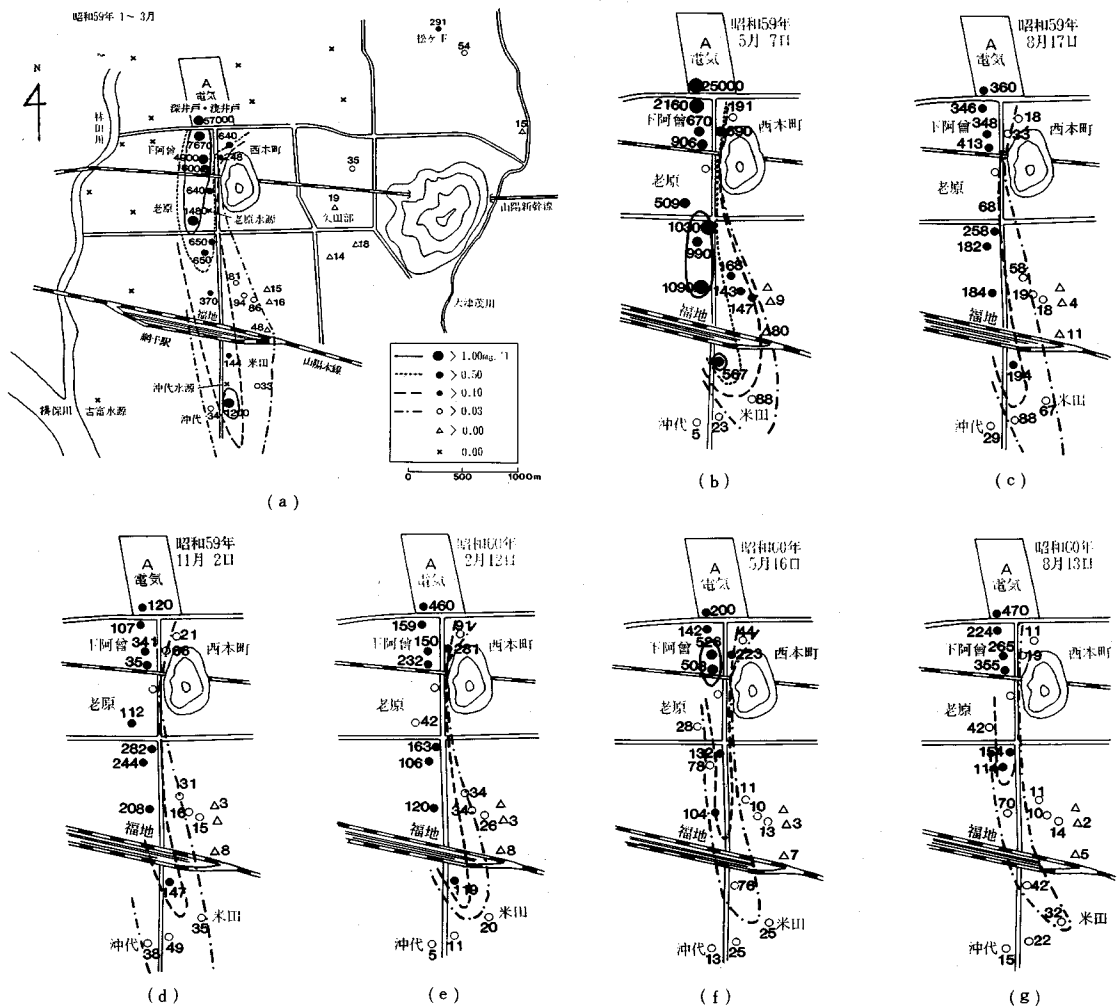 昭和59年 1～3月
291
松ヶ下
54
N
A
電気
深井戸・浅井戸
林田川
67000
下阿曽
7670
640
西本町
4900
248
1800
15
35
640
老原
1480
老原水源
19
久田部
山陽新幹線
650
650
18
14
81
15
94
86
16
370
福地
48
大津茂川
網干駅
山陽本線
144
米田
沖代水源
33
34
1200
沖代
揖保川
吉富水源
> 1.00mg/l
> 0.50
> 0.10
> 0.03
> 0.00
0.00
0 500 1000m
(a)
昭和59年
5月 7日
A
電気
25000
2160
191
下阿曽
670
690
西本町
906
老原
509
1030
990
168
1090
143
147
9
福地
80
567
88
米田
沖代
5
23
(b)
昭和59年
8月17日
A
電気
360
346
18
下阿曽
348
33
西本町
413
老原
68
258
182
58
184
19
18
4
福地
11
194
67
米田
沖代
29
88
(c)
昭和59年
11月 2日
A
電気
120
107
21
下阿曽
341
66
西本町
35
老原
112
282
244
31
208
16
15
3
福地
8
147
35
米田
沖代
38
49
(d)
昭和60年
2月12日
A
電気
460
159
91
下阿曽
150
281
西本町
232
老原
42
163
106
34
120
34
26
3
福地
8
119
20
米田
沖代
5
11
(e)
昭和60年
5月16日
A
電気
200
142
44
下阿曽
526
223
西本町
508
老原
28
132
78
11
104
10
13
3
福地
7
76
25
米田
沖代
13
25
(f)
昭和60年
8月13日
A
電気
470
224
11
下阿曽
265
19
西本町
355
老原
42
154
114
11
70
10
14
2
福地
5
42
32
米田
沖代
15
22
(g)